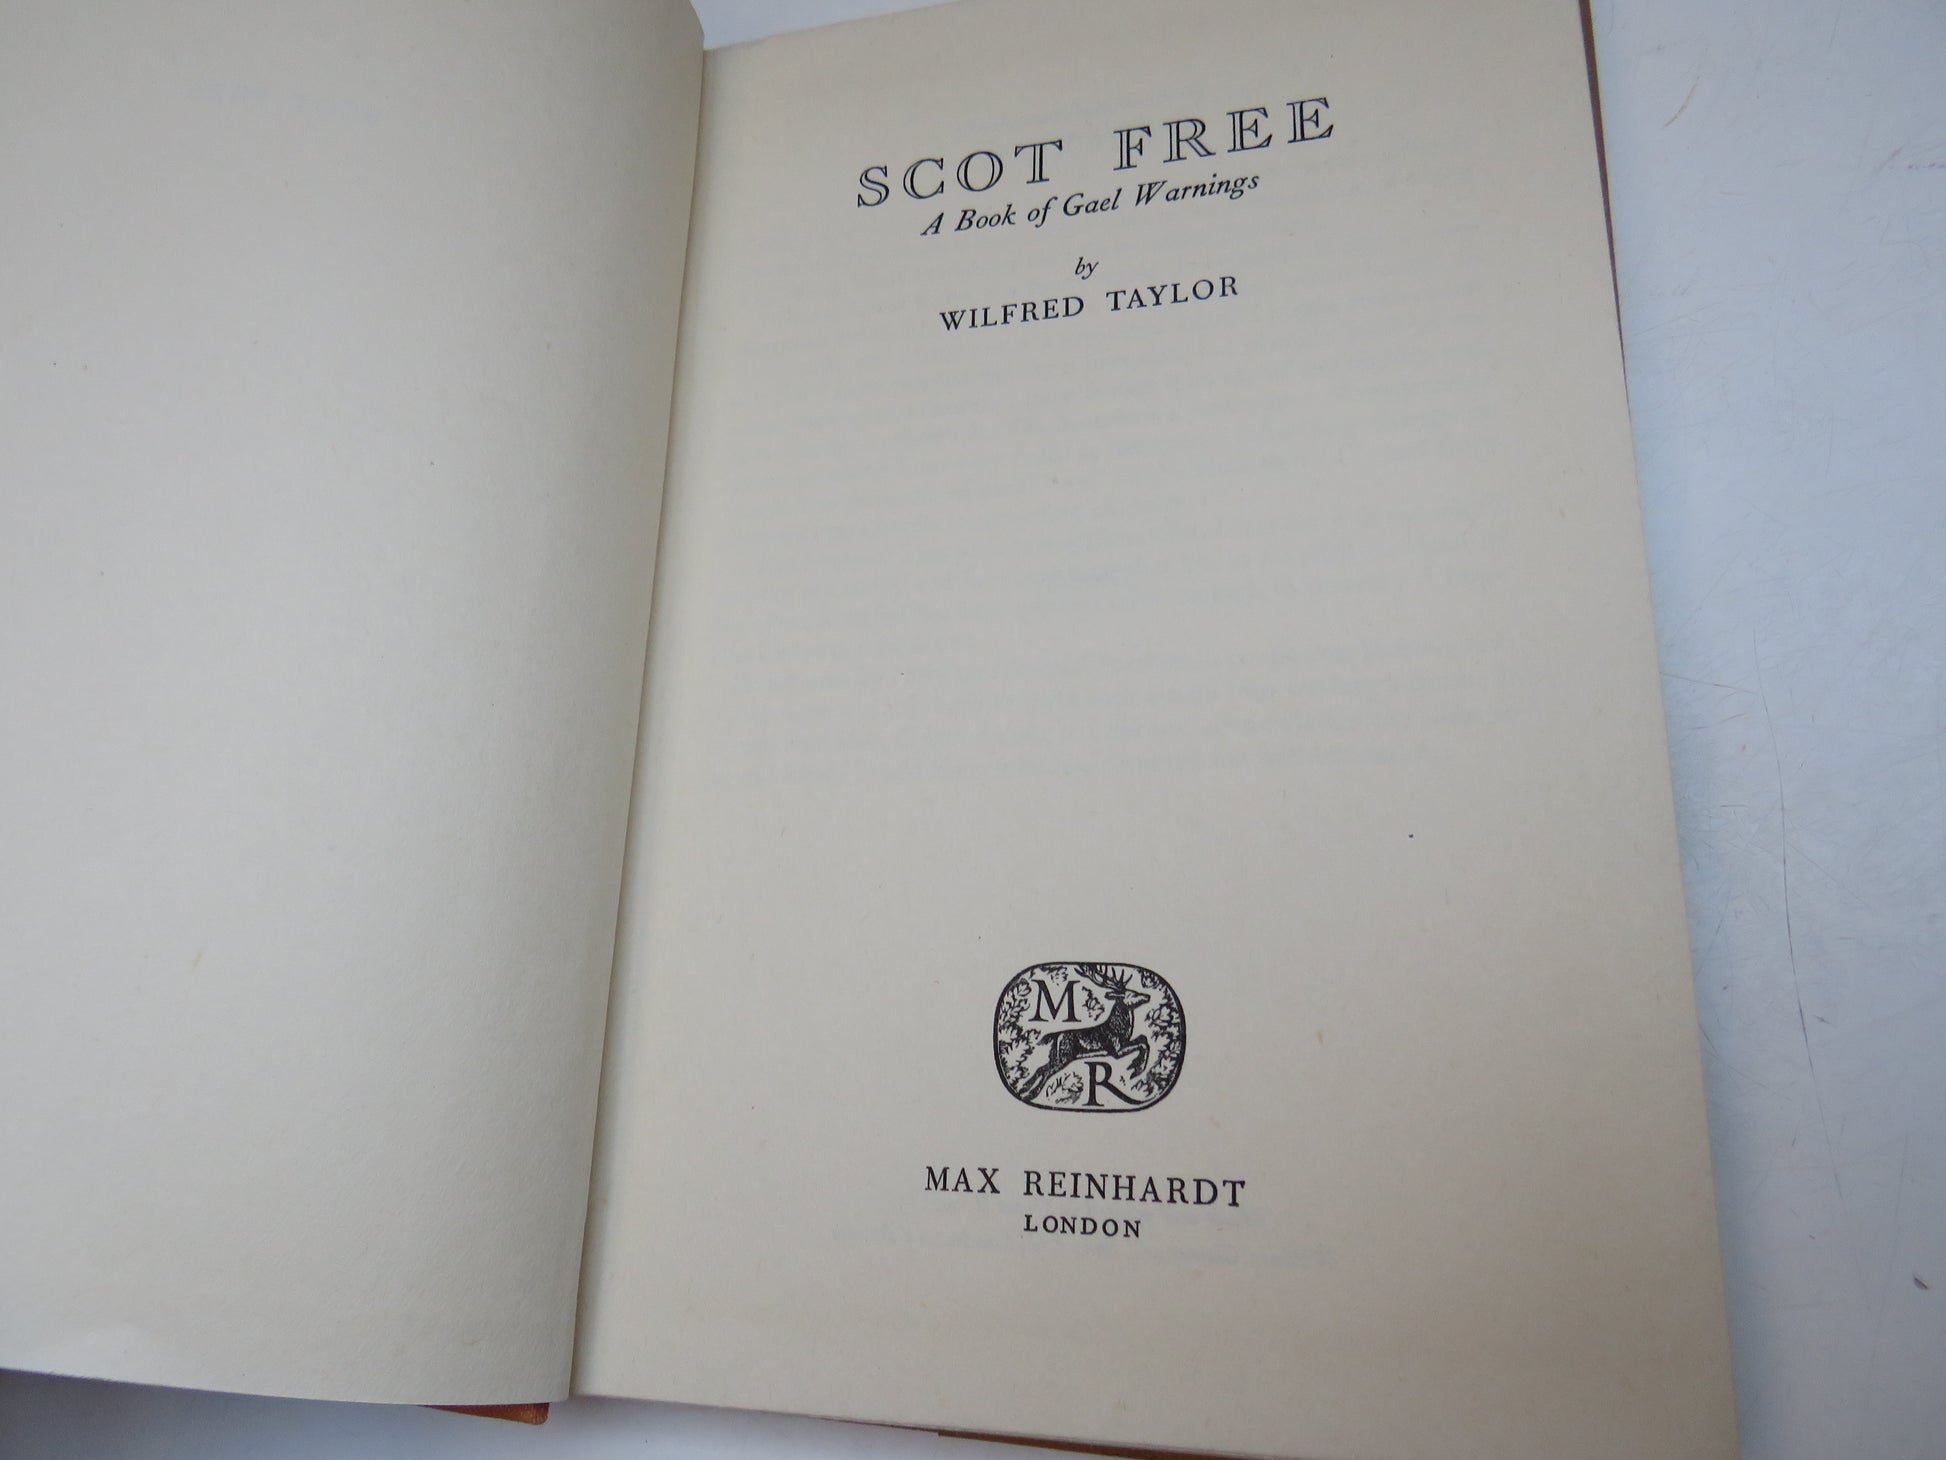 SCOT FREE
A Book of Gael Warnings
by
WILFRED TAYLOR
M
R
MAX REINHARDT
LONDON